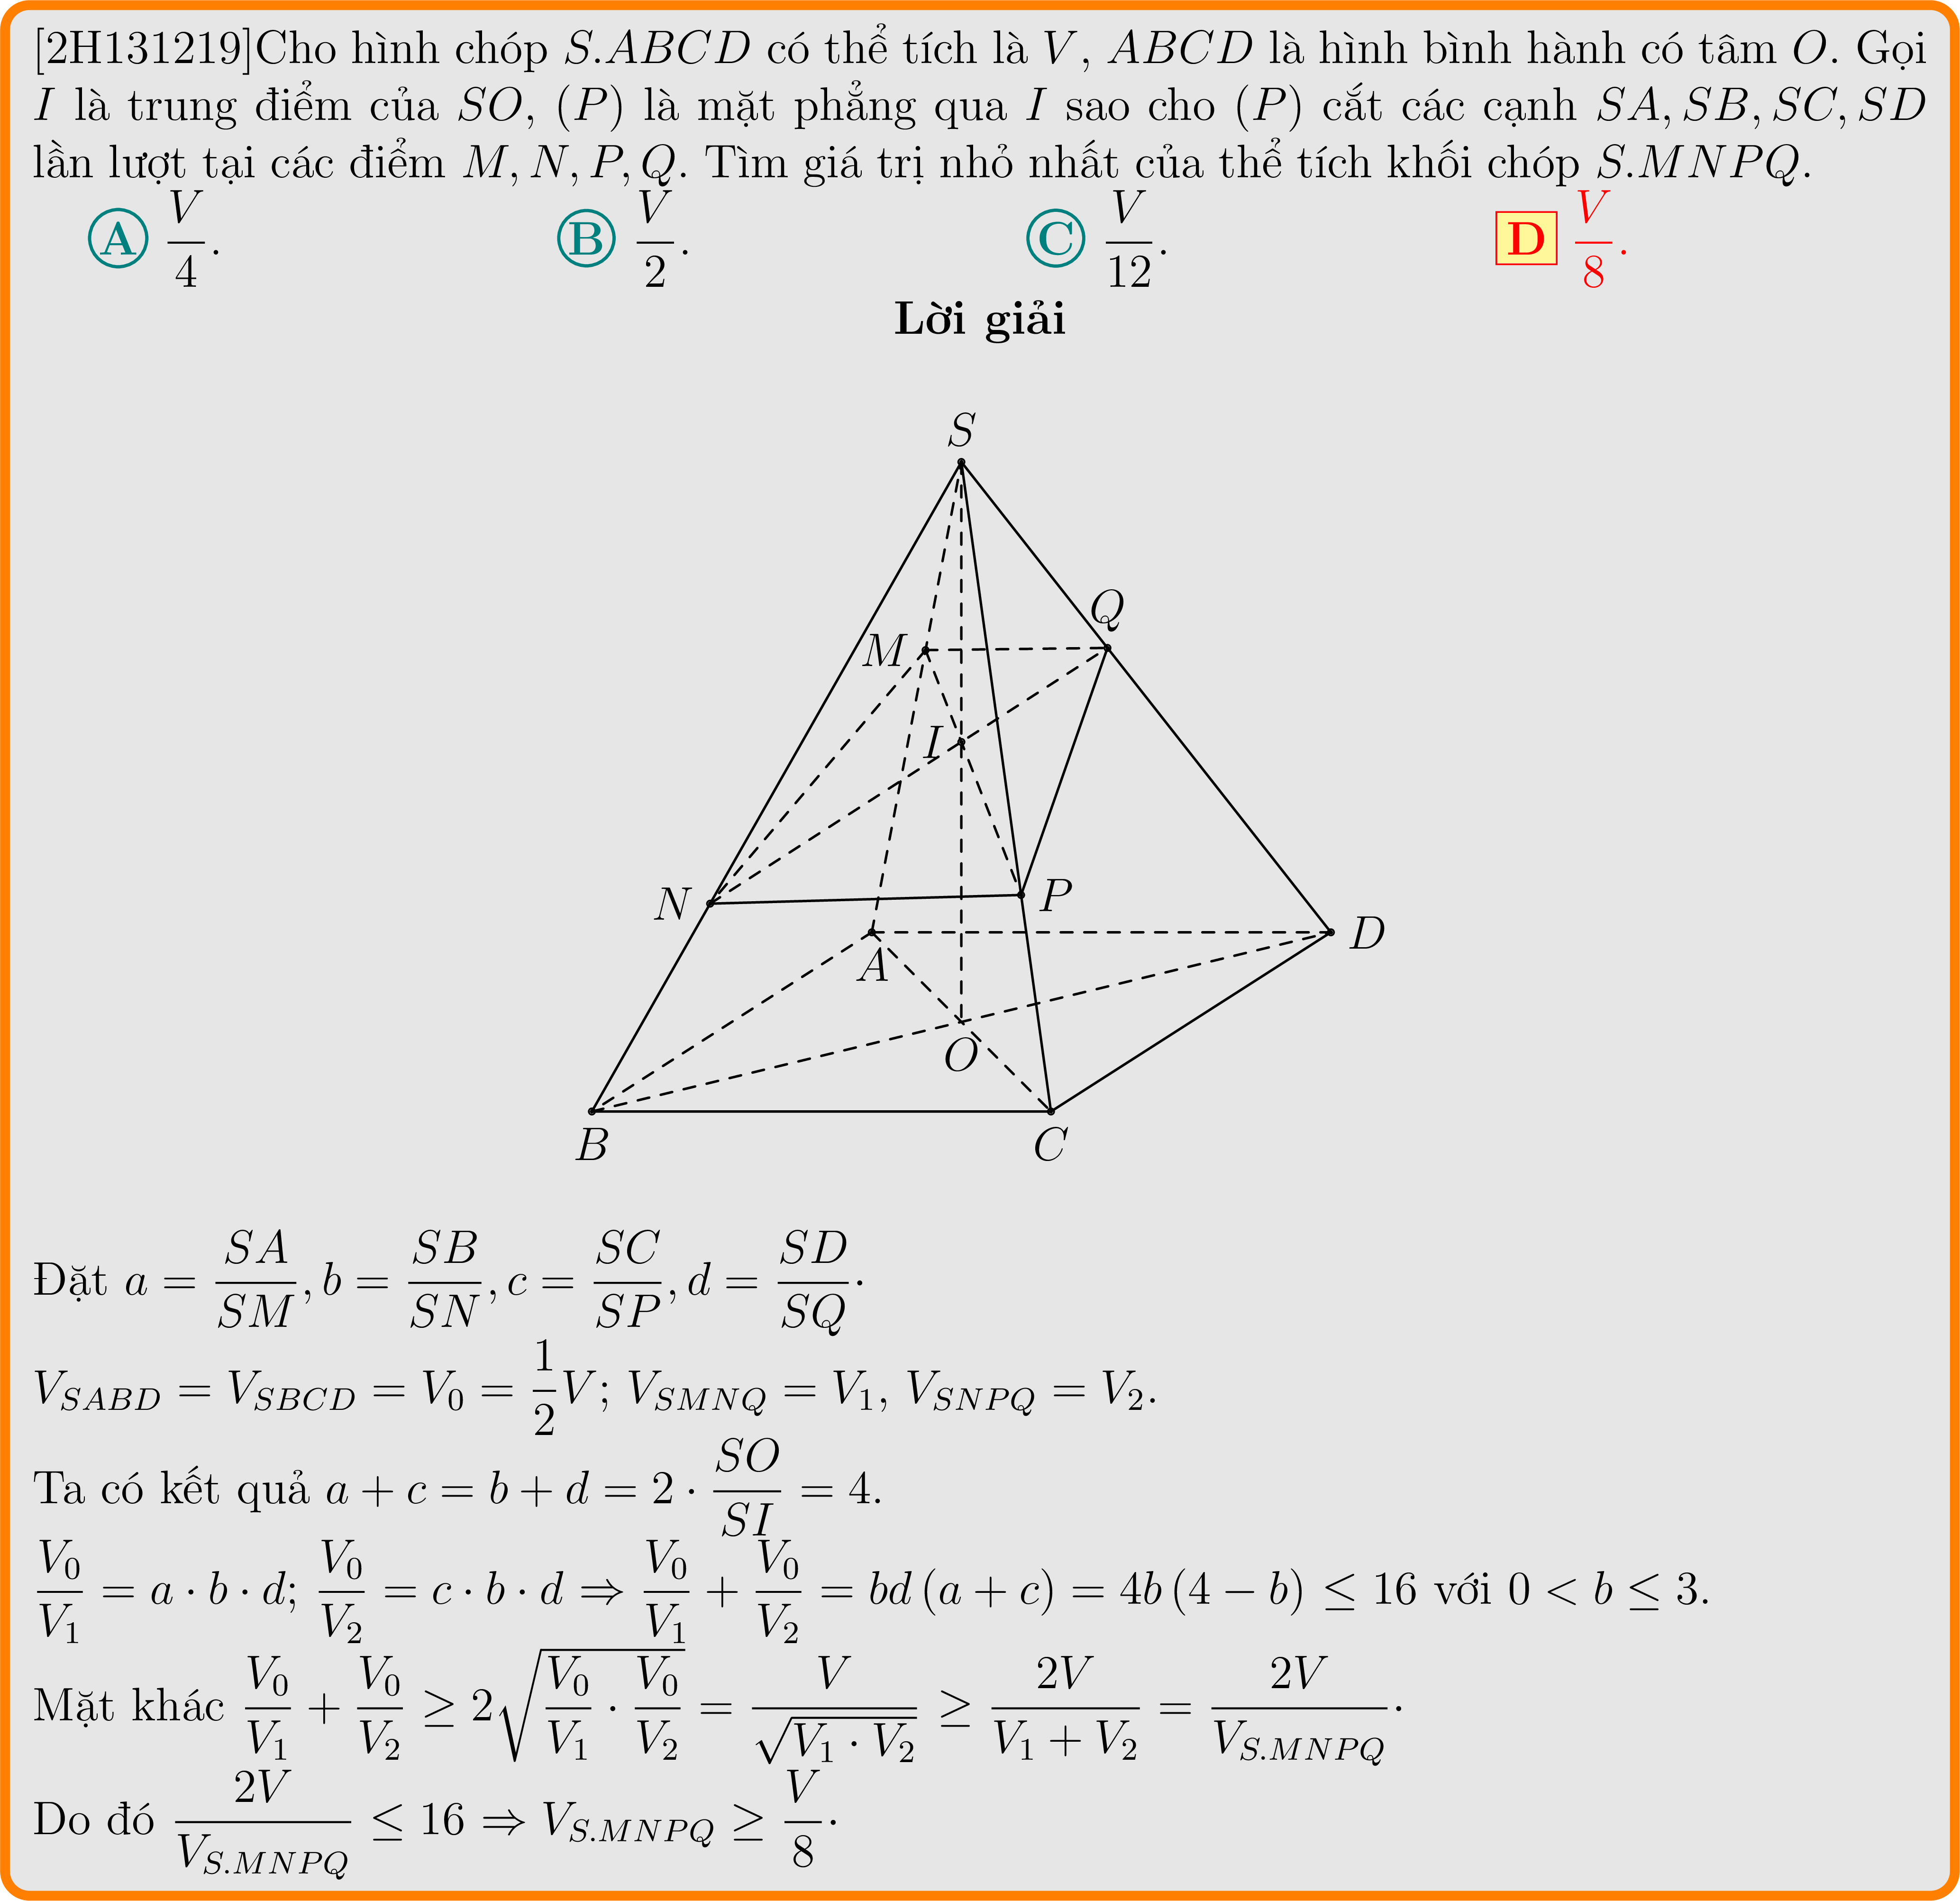 [2H131219]Cho hình chóp S.ABCD có thể tích là V, ABCD là hình bình hành có tâm O. Gọi
I là trung điểm của SO, (P) là mặt phẳng qua I sao cho (P) cắt các cạnh SA, SB, SC, SD
lần lượt tại các điểm M, N, P, Q. Tìm giá trị nhỏ nhất của thể tích khối chóp S.MNPQ.
A $\frac{V}{4}$. B $\frac{V}{2}$. C $\frac{V}{12}$. D $\frac{V}{8}$.
Lời giải
S
Q
M
I
N
P
D
A
O
B
C
Đặt $a = \frac{SA}{SM}, b = \frac{SB}{SN}, c = \frac{SC}{SP}, d = \frac{SD}{SQ}$·
$V_{SABD} = V_{SBCD} = V_0 = \frac{1}{2}V$; $V_{SMNQ} = V_1$, $V_{SNPQ} = V_2$.
Ta có kết quả $a + c = b + d = 2 \cdot \frac{SO}{SI} = 4$.
$\frac{V_0}{V_1} = a \cdot b \cdot d$; $\frac{V_0}{V_2} = c \cdot b \cdot d \Rightarrow \frac{V_0}{V_1} + \frac{V_0}{V_2} = bd(a + c) = 4b(4 - b) \leq 16$ với $0 < b \leq 3$.
Mặt khác $\frac{V_0}{V_1} + \frac{V_0}{V_2} \geq 2\sqrt{\frac{V_0}{V_1} \cdot \frac{V_0}{V_2}} = \frac{V}{\sqrt{V_1 \cdot V_2}} \geq \frac{2V}{V_1 + V_2} = \frac{2V}{V_{S.MNPQ}}$·
Do đó $\frac{2V}{V_{S.MNPQ}} \leq 16 \Rightarrow V_{S.MNPQ} \geq \frac{V}{8}$·